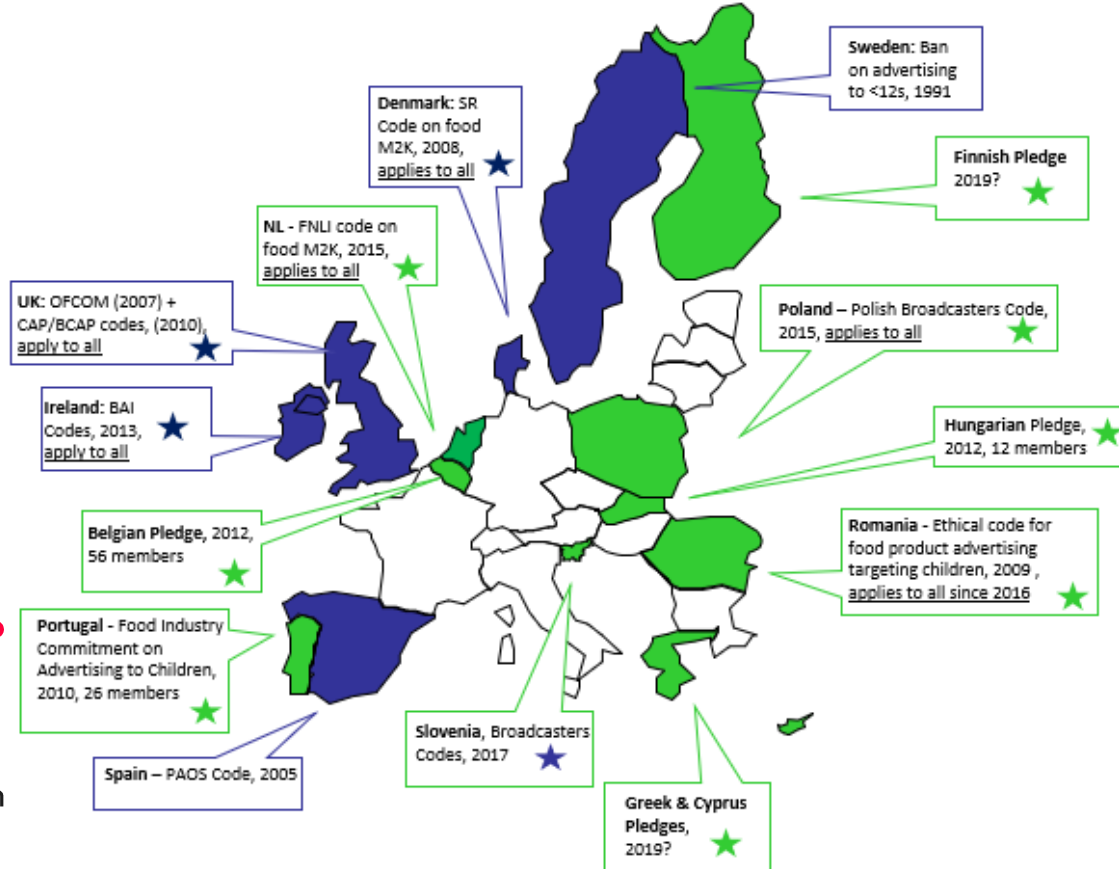 Sweden: Ban
on advertising
to <12s, 1991
Denmark: SR
Code on food
M2K, 2008,
applies to all
Finnish Pledge
2019?
NL - FNLI code on
food M2K, 2015,
applies to all
UK: OFCOM (2007) +
CAP/BCAP codes, (2010),
apply to all
Poland – Polish Broadcasters Code,
2015, applies to all
Ireland: BAI
Codes, 2013,
apply to all
Hungarian Pledge,
2012, 12 members
Belgian Pledge, 2012,
56 members
Romania - Ethical code for
food product advertising
targeting children, 2009 ,
applies to all since 2016
Portugal - Food Industry
Commitment on
Advertising to Children,
2010, 26 members
Slovenia, Broadcasters
Codes, 2017
Spain – PAOS Code, 2005
Greek & Cyprus
Pledges,
2019?